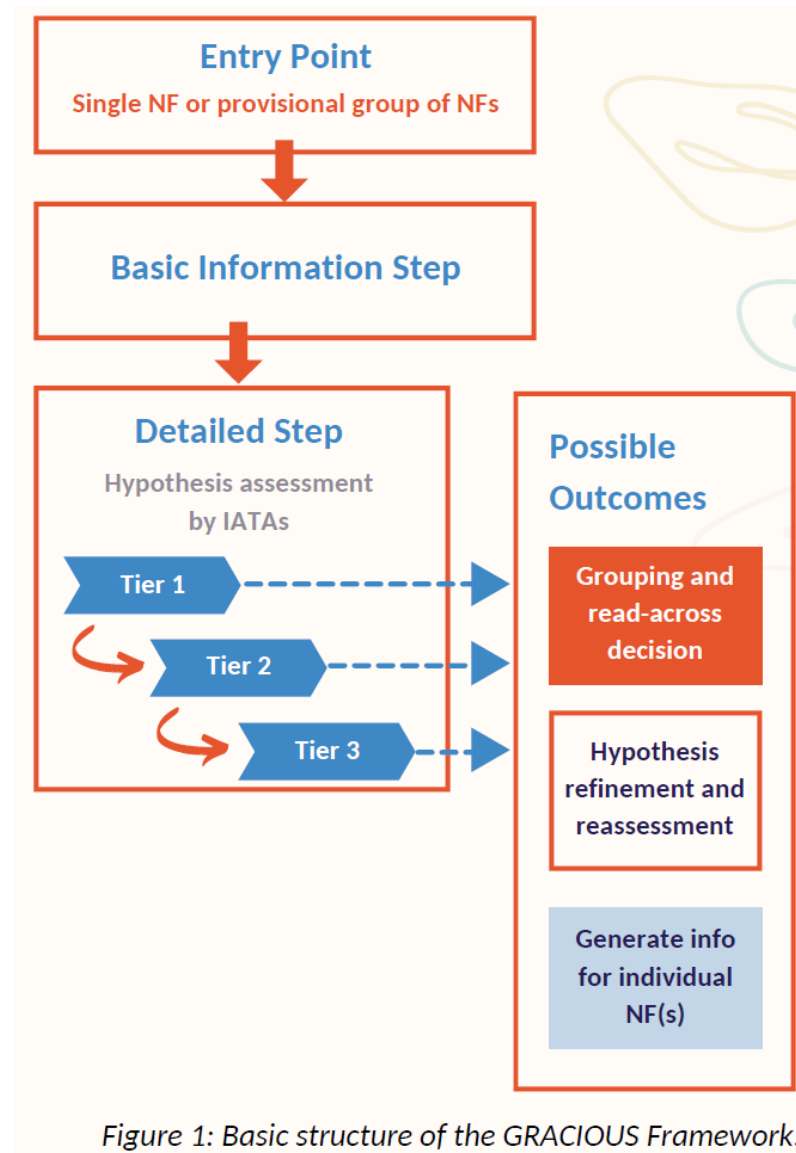 Entry Point
Single NF or provisional group of NFs
Basic Information Step
Detailed Step
Hypothesis assessment
by IATAs
Tier 1
Tier 2
Tier 3
Possible
Outcomes
Grouping and
read-across
decision
Hypothesis
refinement and
reassessment
Generate info
for individual
NF(s)
Figure 1: Basic structure of the GRACIOUS Framework.